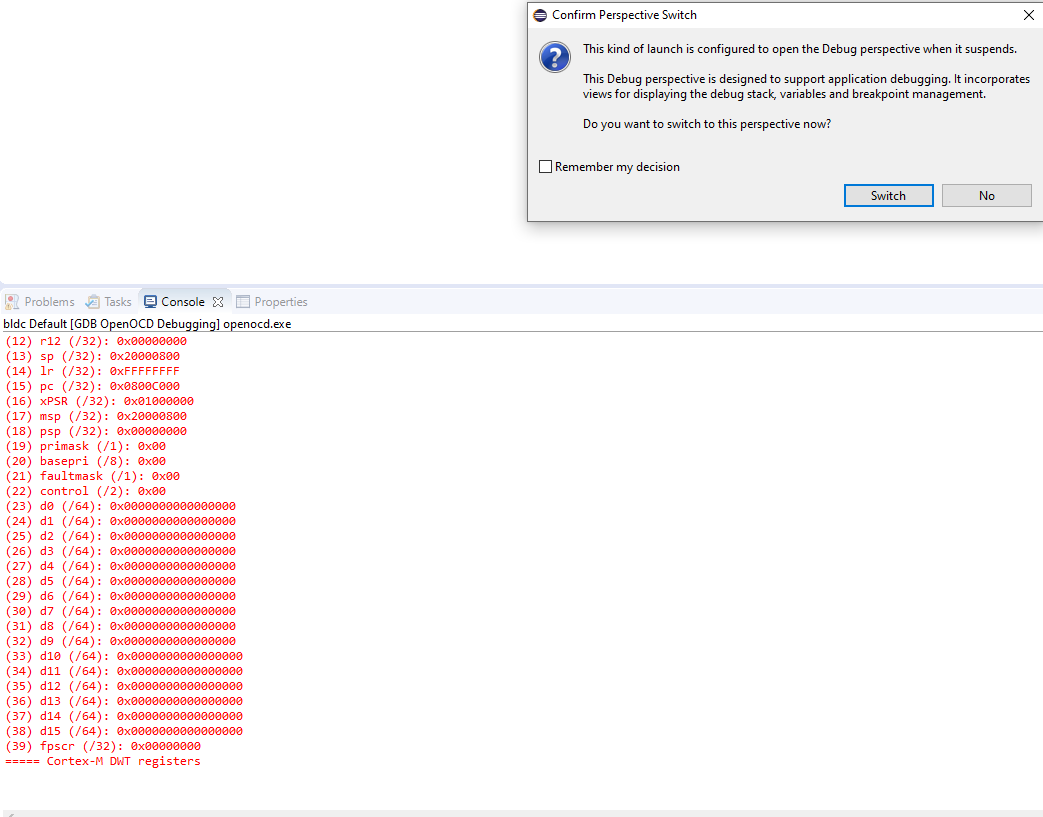 Confirm Perspective Switch
This kind of launch is configured to open the Debug perspective when it suspends.
This Debug perspective is designed to support application debugging. It incorporates
views for displaying the debug stack, variables and breakpoint management.
Do you want to switch to this perspective now?
Remember my decision
Switch No
Problems Tasks Console Properties
bldc Default [GDB OpenOCD Debugging] openocd.exe
(12) r12 (/32): 0x00000000
(13) sp (/32): 0x20000800
(14) lr (/32): 0xFFFFFFFF
(15) pc (/32): 0x0800C000
(16) xPSR (/32): 0x01000000
(17) msp (/32): 0x20000800
(18) psp (/32): 0x00000000
(19) primask (/1): 0x00
(20) basepri (/8): 0x00
(21) faultmask (/1): 0x00
(22) control (/2): 0x00
(23) d0 (/64): 0x0000000000000000
(24) d1 (/64): 0x0000000000000000
(25) d2 (/64): 0x0000000000000000
(26) d3 (/64): 0x0000000000000000
(27) d4 (/64): 0x0000000000000000
(28) d5 (/64): 0x0000000000000000
(29) d6 (/64): 0x0000000000000000
(30) d7 (/64): 0x0000000000000000
(31) d8 (/64): 0x0000000000000000
(32) d9 (/64): 0x0000000000000000
(33) d10 (/64): 0x0000000000000000
(34) d11 (/64): 0x0000000000000000
(35) d12 (/64): 0x0000000000000000
(36) d13 (/64): 0x0000000000000000
(37) d14 (/64): 0x0000000000000000
(38) d15 (/64): 0x0000000000000000
(39) fpscr (/32): 0x00000000
===== Cortex-M DWT registers